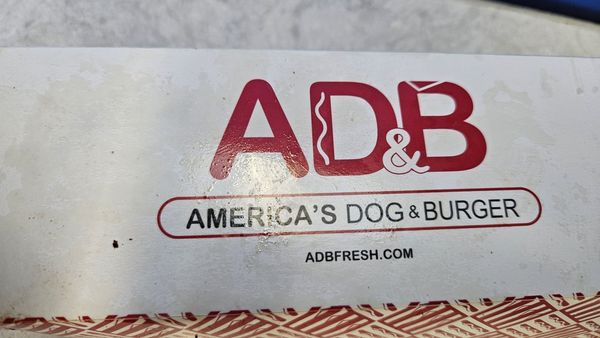 AD&B
AMERICA'S DOG & BURGER
ADBFRESH.COM